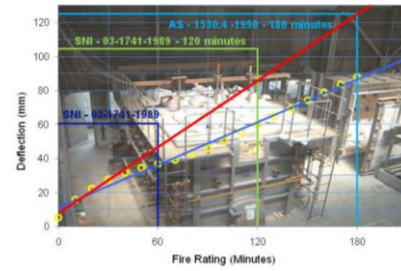 120
AS - 1530.4 -1990 - 180 minutes
100
SNI - 03-1741-1989 - 120 minutes
80
60
SNI - 03-1741-1989
40
20
0
0 60 120 180
Deflection (mm)
Fire Rating (Minutes)